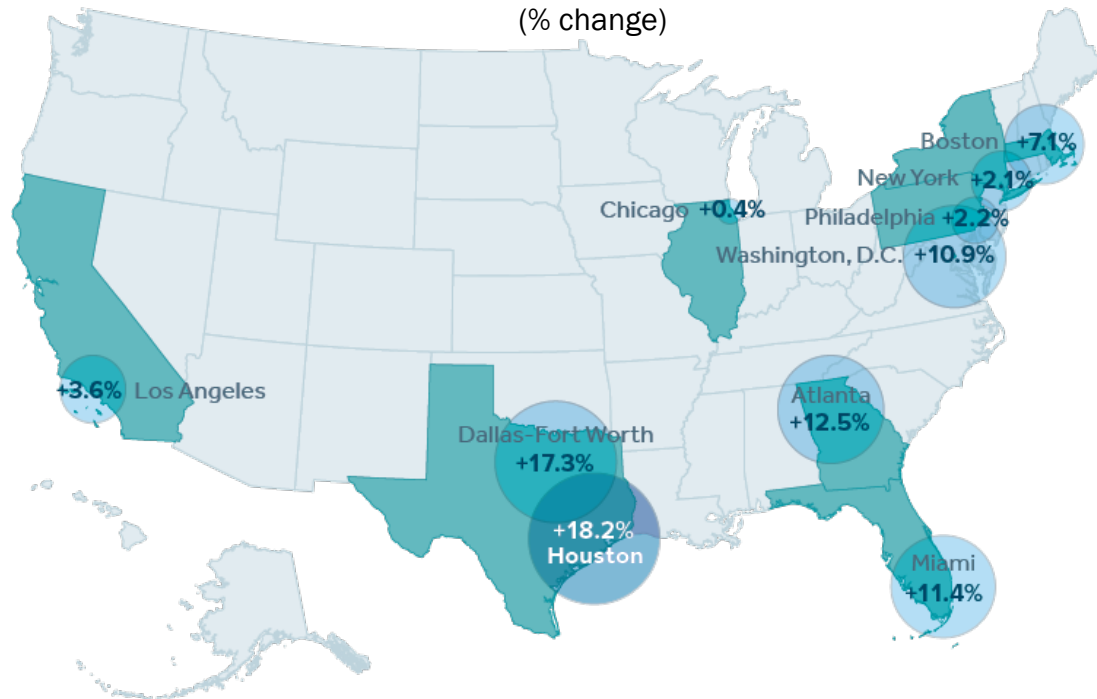 (% change)
Boston +7.1%
New York +2.1%
Chicago +0.4%
Philadelphia +2.2%
Washington, D.C. +10.9%
+3.6% Los Angeles
Atlanta
+12.5%
Dallas-Fort Worth
+17.3%
+18.2%
Houston
Miami
+11.4%